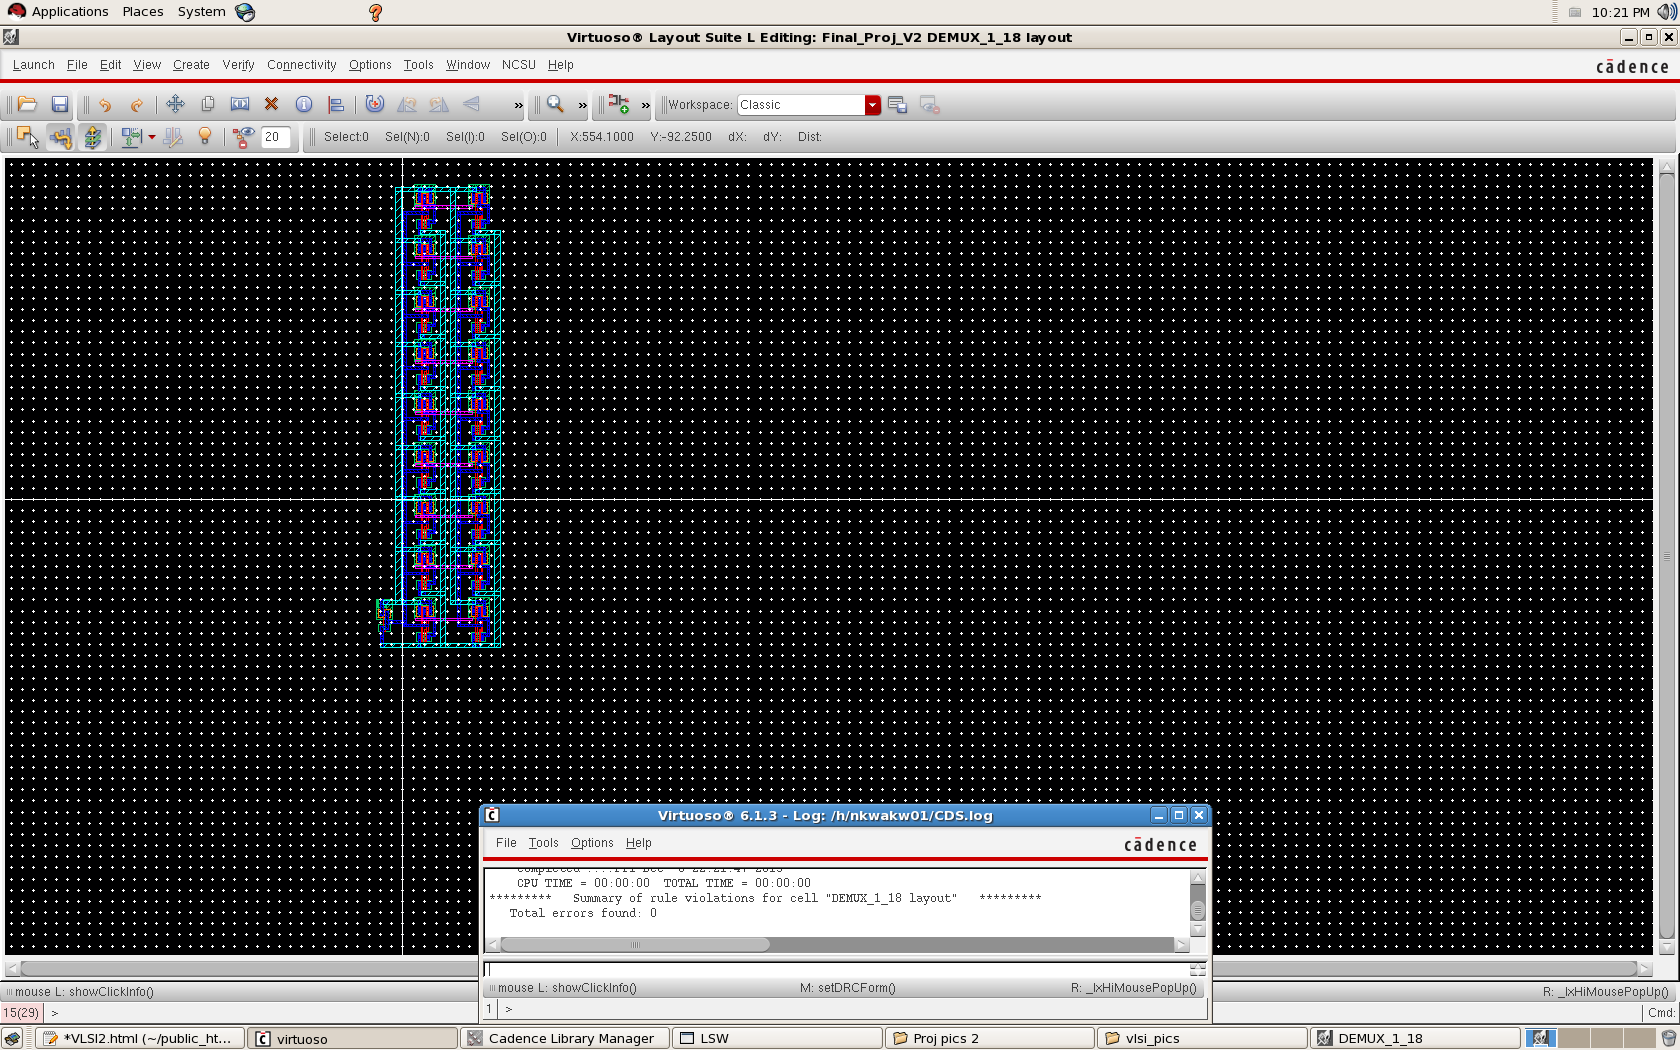 Applications Places System 10:21 PM
Virtuoso® Layout Suite L Editing: Final_Proj_V2 DEMUX_1_18 layout
Launch File Edit View Create Verify Connectivity Options Tools Window NCSU Help
cādence
» » » Workspace: Classic
20 Select:0 Sel(N):0 Sel(I):0 Sel(O):0 X:554.1000 Y:-92.2500 dX: dY: Dist:
Virtuoso® 6.1.3 - Log: /h/nkwakw01/CDS.log
File Tools Options Help
cādence
CPU TIME = 00:00:00 TOTAL TIME = 00:00:00
********* Summary of rule violations for cell "DEMUX_1_18 layout" *********
Total errors found: 0
mouse L: showClickInfo() M: setDRCForm() R: _lxHiMousePopUp()
1 >
mouse L: showClickInfo() R: _lxHiMousePopUp()
15(29) > Cmd:
*VLSI2.html (~/public_ht... virtuoso Cadence Library Manager LSW Proj pics 2 vlsi_pics DEMUX_1_18